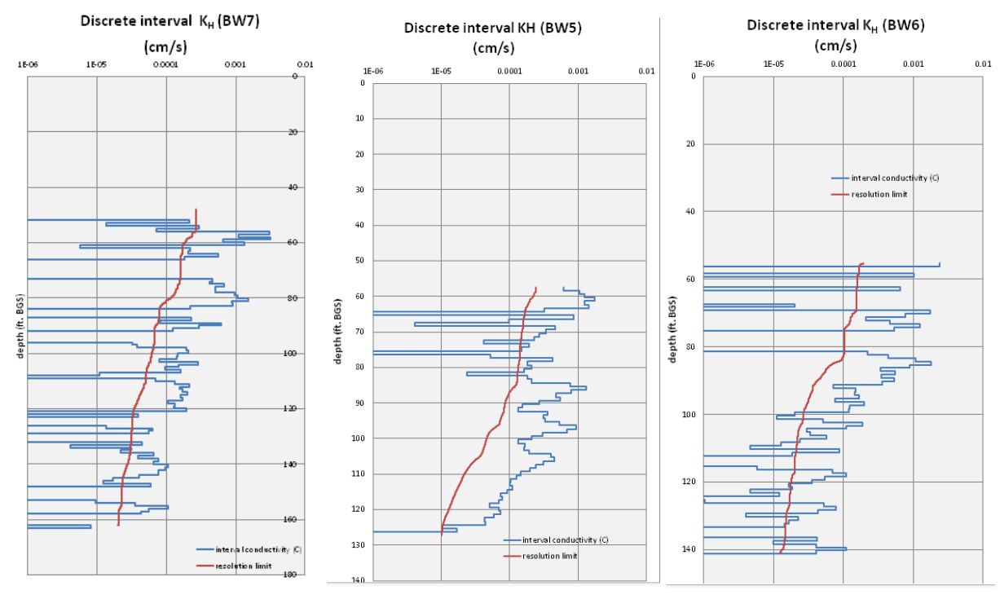 Discrete interval K_H (BW7)
(cm/s)
1E-06 1E-05 0.0001 0.001 0.01
0
20
40
60
80
100
120
140
160
180
depth (ft. BGS)
interval conductivity (C)
resolution limit
Discrete interval KH (BW5)
(cm/s)
1E-06 1E-05 0.0001 0.001 0.01
0
10
20
30
40
50
60
70
80
90
100
110
120
130
140
depth (ft. BGS)
interval conductivity (C)
resolution limit
Discrete interval K_H (BW6)
(cm/s)
1E-06 1E-05 0.0001 0.001 0.01
0
20
40
60
80
100
120
140
depth (ft. BGS)
interval conductivity (C)
resolution limit